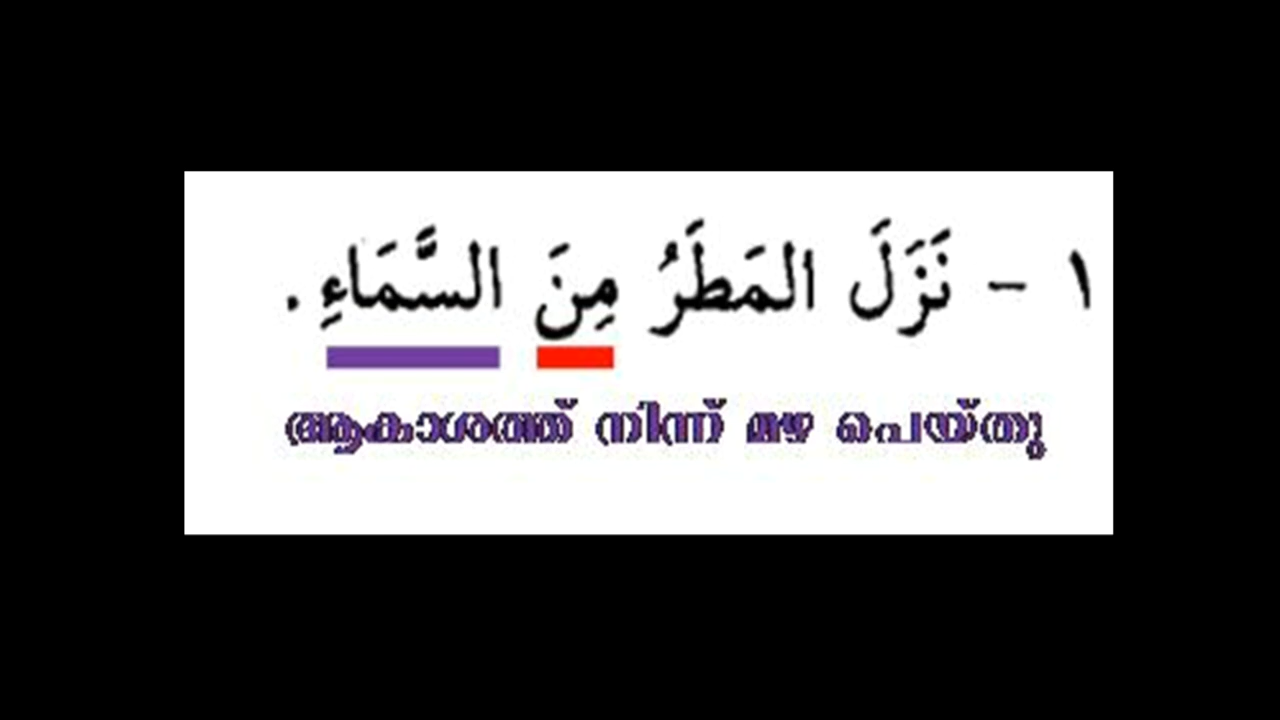 ١ - نَزَلَ المَطَرُ مِنَ السَّمَاءِ .
ആകാശത്ത് നിന്ന് മഴ പെയ്തു